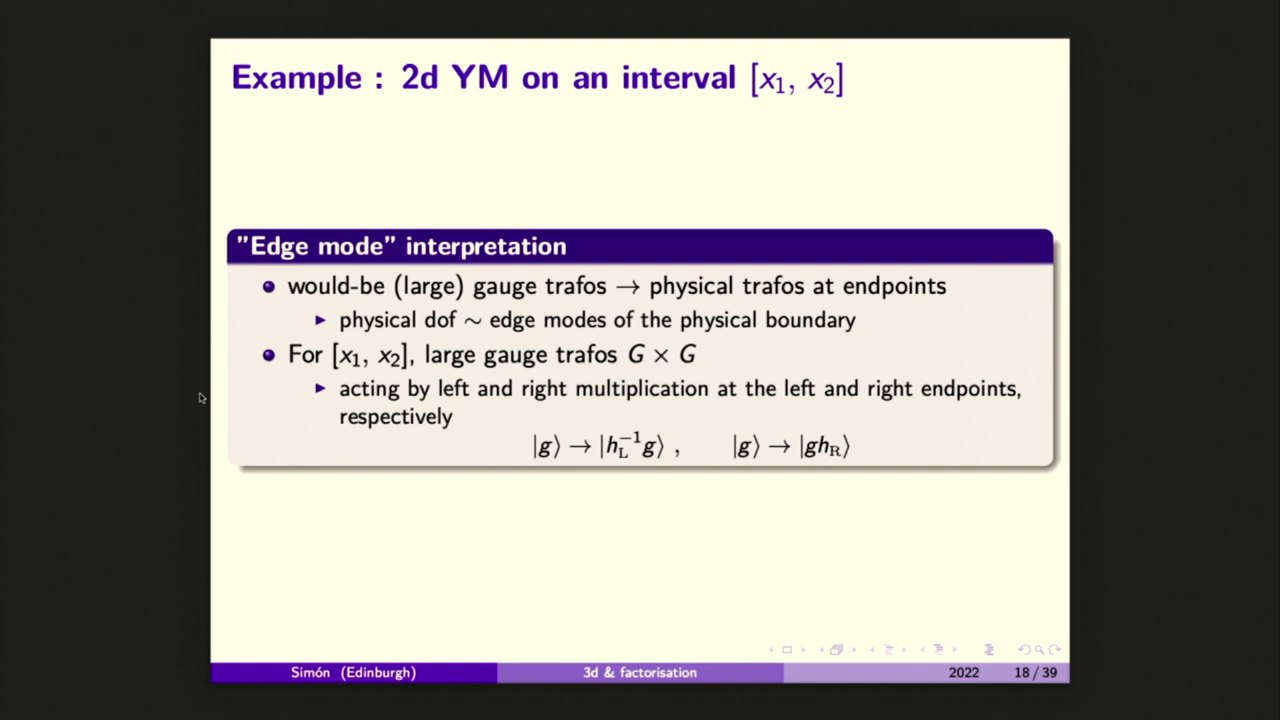 Example : 2d YM on an interval [x₁, x₂]
"Edge mode" interpretation
would-be (large) gauge trafos → physical trafos at endpoints
physical dof ∼ edge modes of the physical boundary
For [x₁, x₂], large gauge trafos G × G
acting by left and right multiplication at the left and right endpoints,
respectively
|g⟩ → |h_L⁻¹g⟩ , |g⟩ → |gh_R⟩
Simón (Edinburgh) 3d & factorisation 2022 18 / 39